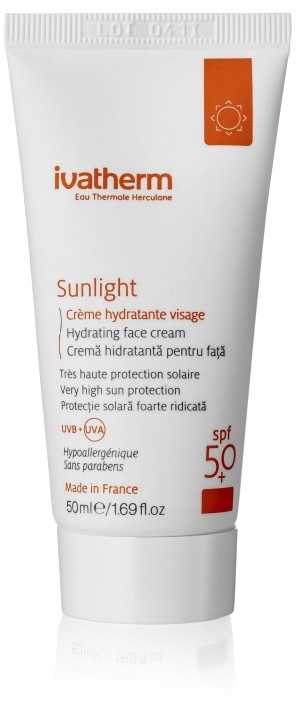 ivatherm
Eau Thermale Herculane
Sunlight
Crème hydratante visage
Hydrating face cream
Cremă hidratantă pentru față
Très haute protection solaire
Very high sun protection
Protecție solară foarte ridicată
UVB + UVA
Hypoallergénique
Sans parabens
spf
50+
Made in France
50ml℮/1.69 fl.oz